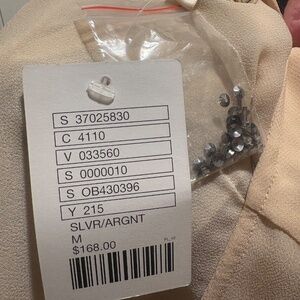 S 37025830
C 4110
V 033560
S 0000010
S OB430396
Y 215
SLVR/ARGNT
M
$168.00